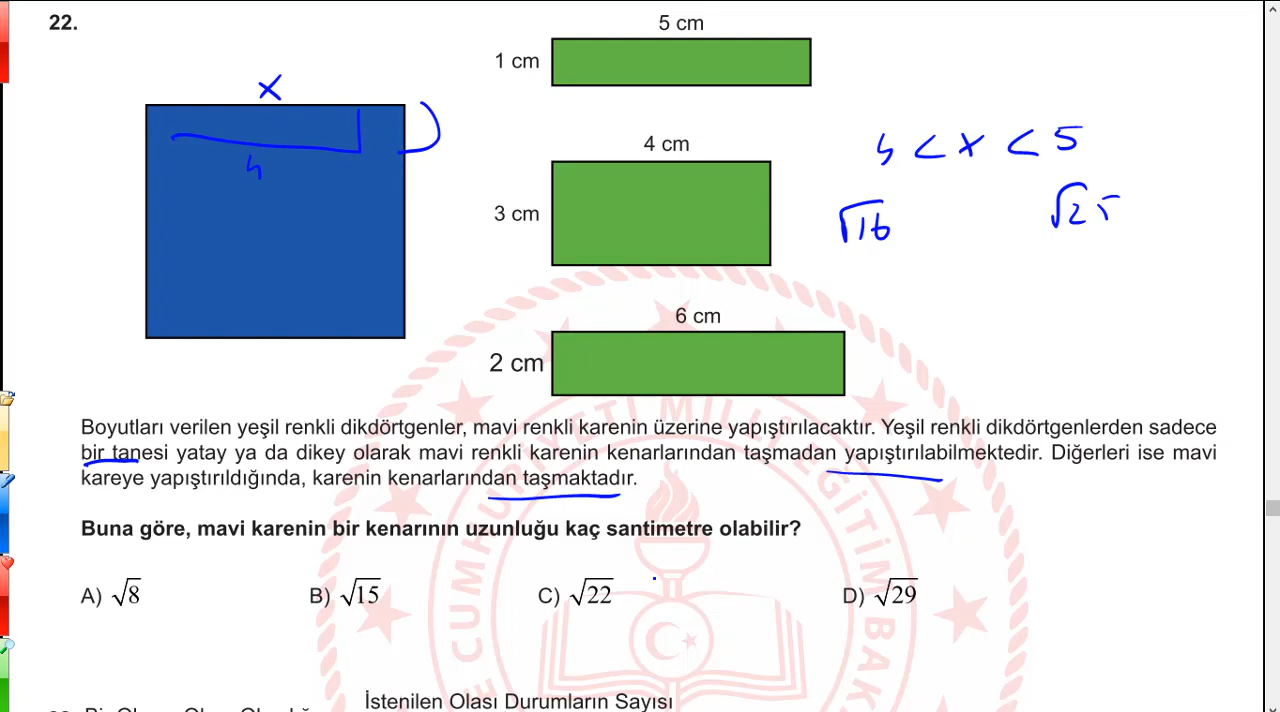 22.
5 cm
1 cm
x
4 cm
4 < x < 5
4
3 cm
√16 √25
6 cm
2 cm
Boyutları verilen yeşil renkli dikdörtgenler, mavi renkli karenin üzerine yapıştırılacaktır. Yeşil renkli dikdörtgenlerden sadece
bir tanesi yatay ya da dikey olarak mavi renkli karenin kenarlarından taşmadan yapıştırılabilmektedir. Diğerleri ise mavi
kareye yapıştırıldığında, karenin kenarlarından taşmaktadır.
Buna göre, mavi karenin bir kenarının uzunluğu kaç santimetre olabilir?
A) √8 B) √15 C) √22 D) √29
İstenilen Olası Durumların Sayısı